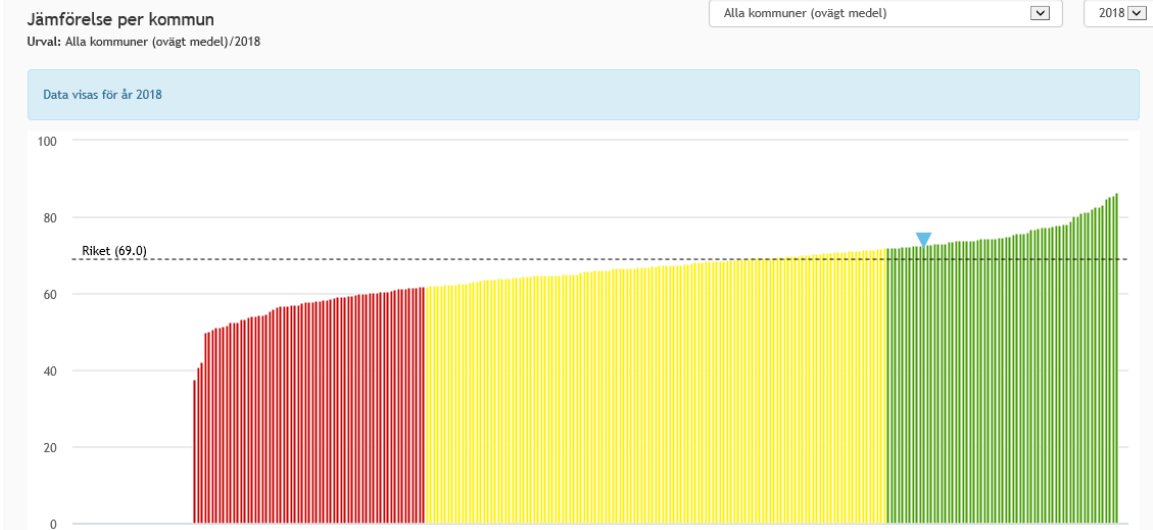 Jämförelse per kommun
Alla kommuner (ovägt medel)
2018
Urval: Alla kommuner (ovägt medel)/2018
Data visas för år 2018
100
80
Riket (69.0)
60
40
20
0